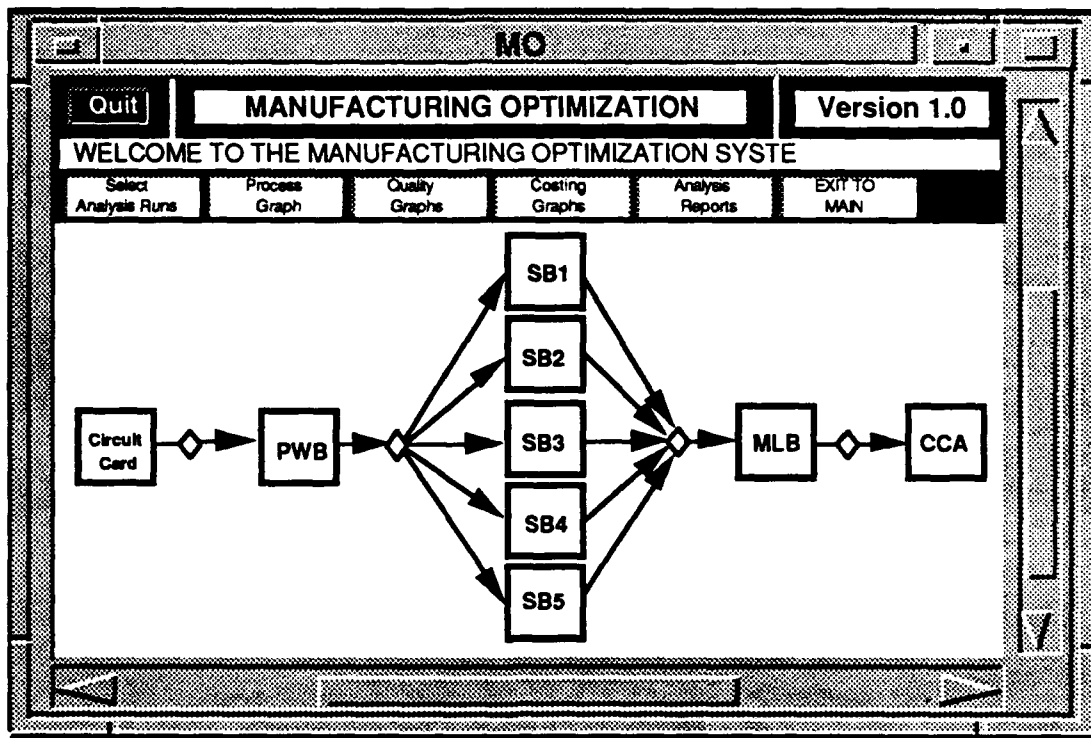 MO
Quit
MANUFACTURING OPTIMIZATION
Version 1.0
WELCOME TO THE MANUFACTURING OPTIMIZATION SYSTE
Select
Analysis Runs
Process
Graph
Quality
Graphs
Costing
Graphs
Analysis
Reports
EXIT TO
MAIN
SB1
SB2
Circuit
Card
PWB
SB3
MLB
CCA
SB4
SB5